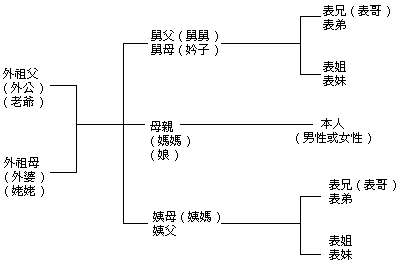 外祖父
（外公）
（老爺）
外祖母
（外婆）
（姥姥）
舅父（舅舅）
舅母（妗子）
母親
（媽媽）
（娘）
姨母（姨媽）
姨父
表兄（表哥）
表弟
表姐
表妹
本人
（男性或女性）
表兄（表哥）
表弟
表姐
表妹